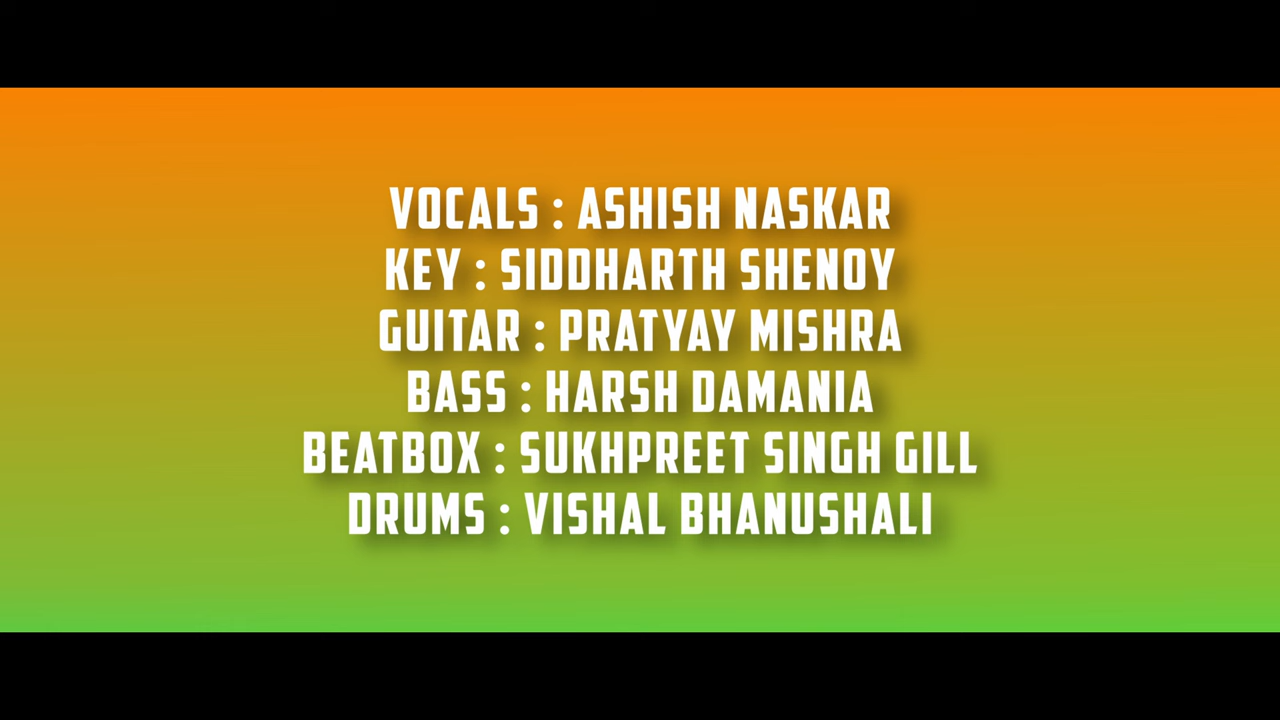 VOCALS : ASHISH NASKAR
KEY : SIDDHARTH SHENOY
GUITAR : PRATYAY MISHRA
BASS : HARSH DAMANIA
BEATBOX : SUKHPREET SINGH GILL
DRUMS : VISHAL BHANUSHALI